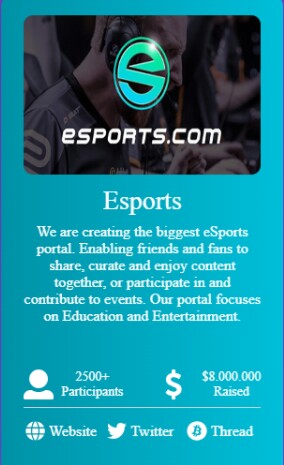 eSPORTS.COM
Esports
We are creating the biggest eSports
portal. Enabling friends and fans to
share, curate and enjoy content
together, or participate in and
contribute to events. Our portal focuses
on Education and Entertainment.
2500+
Participants
$8.000.000
Raised
Website Twitter Thread